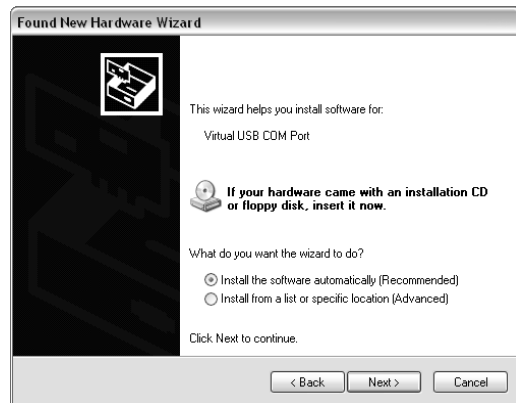 Found New Hardware Wizard
This wizard helps you install software for:
Virtual USB COM Port
If your hardware came with an installation CD
or floppy disk, insert it now.
What do you want the wizard to do?
Install the software automatically (Recommended)
Install from a list or specific location (Advanced)
Click Next to continue.
< Back Next > Cancel